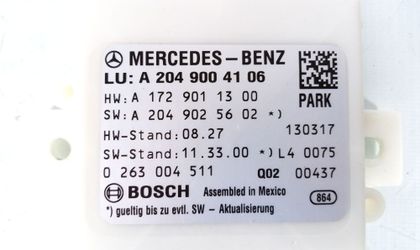 MERCEDES-BENZ
LU: A 204 900 41 06
HW: A 172 901 13 00
PARK
SW: A 204 902 56 02 *)
HW-Stand: 08.27 130317
SW-Stand: 11.33.00 *) L4 0075
0 263 004 511 Q02 00437
BOSCH Assembled in Mexico 864
*) gueltig bis zu evtl. SW - Aktualisierung